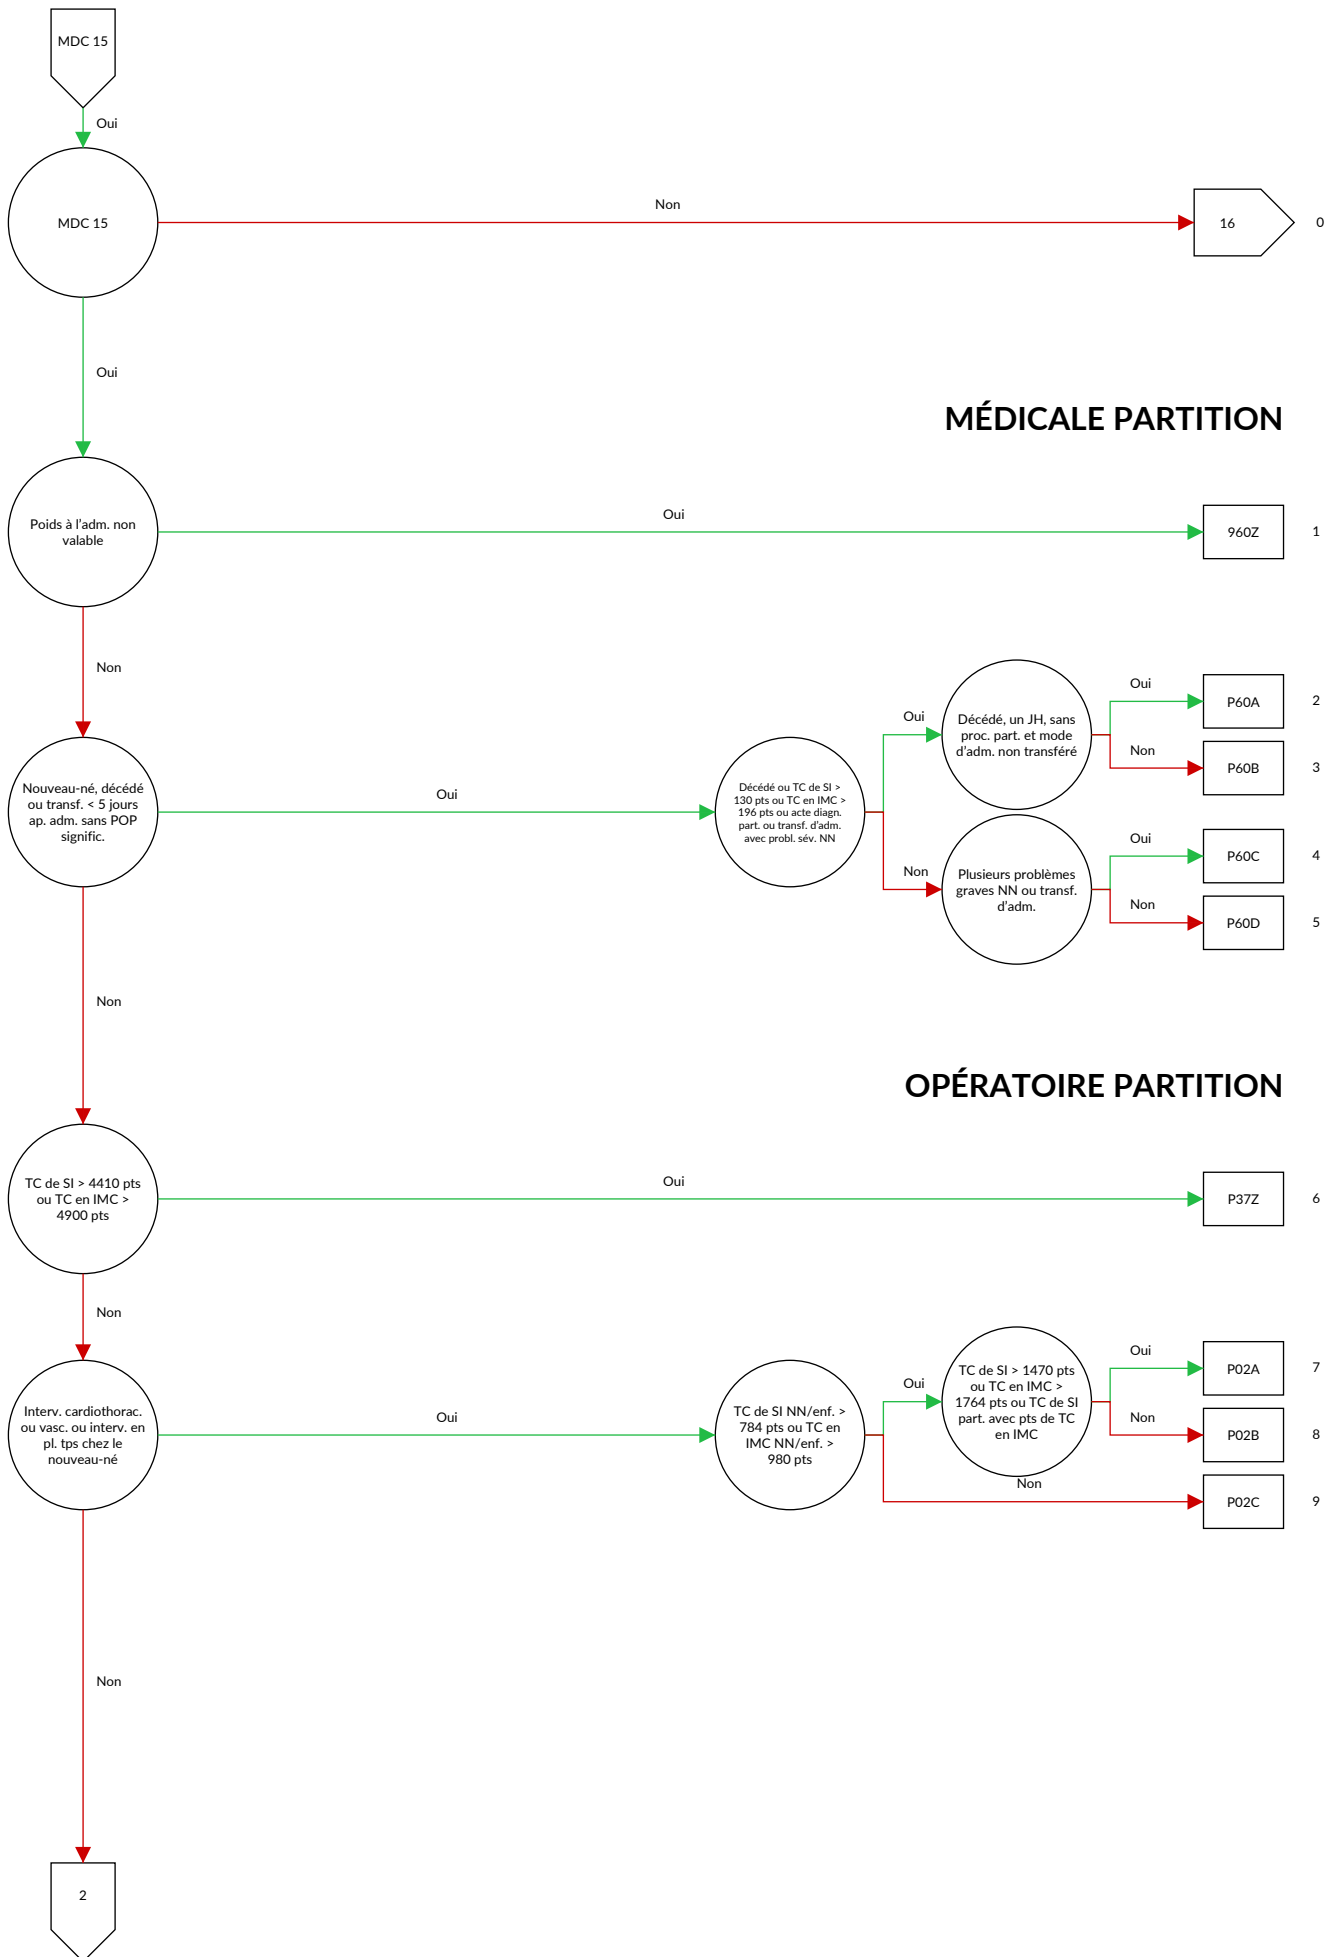 MDC 15
Oui
MDC 15
Non
16
0
Oui
MÉDICALE PARTITION
Poids à l'adm. non
valable
Oui
960Z
1
Non
Nouveau-né, décédé
ou transf. < 5 jours
ap. adm. sans POP
signific.
Oui
Décédé ou TC de SI >
130 pts ou TC en IMC >
196 pts ou acte diagn.
part. ou transf. d'adm.
avec probl. sév. NN
Oui
Décédé, un JH, sans
proc. part. et mode
d'adm. non transféré
Oui
P60A
2
Non
P60B
3
Non
Plusieurs problèmes
graves NN ou transf.
d'adm.
Oui
P60C
4
Non
P60D
5
Non
OPÉRATOIRE PARTITION
TC de SI > 4410 pts
ou TC en IMC >
4900 pts
Oui
P37Z
6
Non
Interv. cardiothorac.
ou vasc. ou interv. en
pl. tps chez le
nouveau-né
Oui
TC de SI NN/enf. >
784 pts ou TC en
IMC NN/enf. >
980 pts
Oui
TC de SI > 1470 pts
ou TC en IMC >
1764 pts ou TC de SI
part. avec pts de TC
en IMC
Oui
P02A
7
Non
P02B
8
Non
P02C
9
Non
2